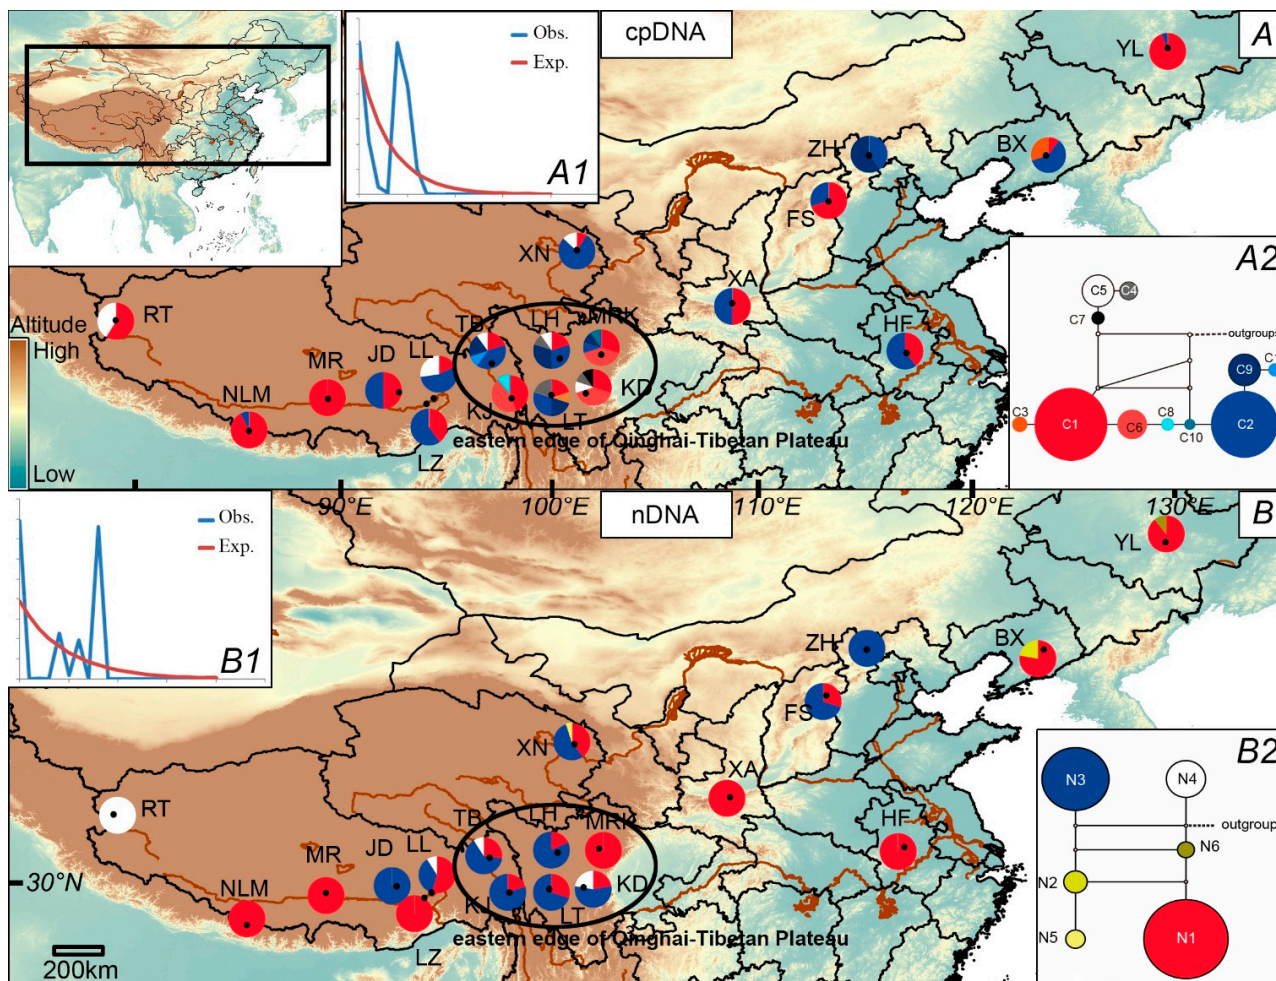 Obs.
Exp.
A1
cpDNA
A
YL
BX
ZH
FS
XN
XA
HF
RT
MR
JD
LL
TB
LH
MRK
NLM
KJ
LT
KD
LZ
eastern edge of Qinghai-Tibetan Plateau
Altitude
High
Low
A2
C5
C4
C7
outgroups
C9
C3
C1
C6
C8
C10
C2
90°E
100°E
110°E
120°E
130°E
Obs.
Exp.
B1
nDNA
B
YL
BX
ZH
FS
XN
XA
HF
RT
MR
JD
LL
TB
LH
MRK
NLM
KJ
LT
KD
LZ
eastern edge of Qinghai-Tibetan Plateau
30°N
200km
B2
N3
N4
outgroup
N6
N2
N5
N1